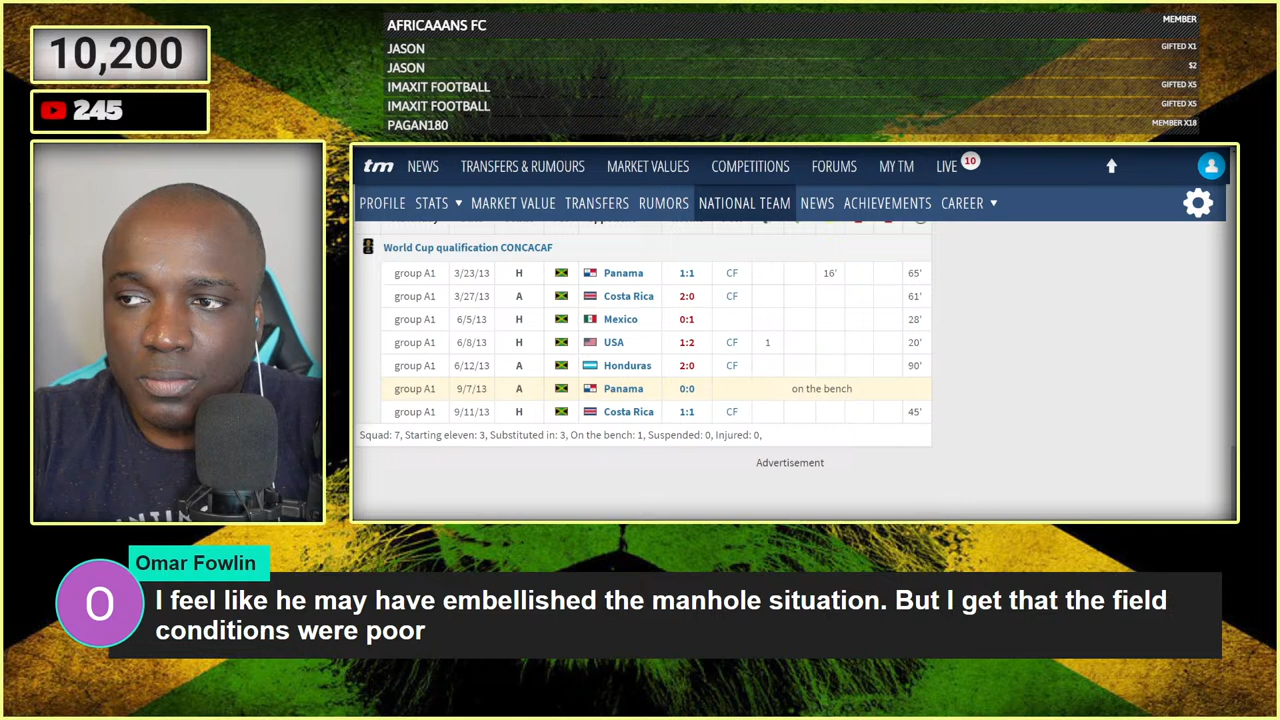 10,200
245
AFRICAAANS FC MEMBER
JASON GIFTED X1
JASON $2
IMAXIT FOOTBALL GIFTED X5
IMAXIT FOOTBALL GIFTED X5
PAGAN180 MEMBER X18
tm NEWS TRANSFERS & RUMOURS MARKET VALUES COMPETITIONS FORUMS MY TM LIVE 10
PROFILE STATS MARKET VALUE TRANSFERS RUMORS NATIONAL TEAM NEWS ACHIEVEMENTS CAREER
World Cup qualification CONCACAF
group A1 3/23/13 H Panama 1:1 CF 16' 65'
group A1 3/27/13 A Costa Rica 2:0 CF 61'
group A1 6/5/13 H Mexico 0:1 28'
group A1 6/8/13 H USA 1:2 CF 1 20'
group A1 6/12/13 A Honduras 2:0 CF 90'
group A1 9/7/13 A Panama 0:0 on the bench
group A1 9/11/13 H Costa Rica 1:1 CF 45'
Squad: 7, Starting eleven: 3, Substituted in: 3, On the bench: 1, Suspended: 0, Injured: 0,
Advertisement
Omar Fowlin
O
I feel like he may have embellished the manhole situation. But I get that the field
conditions were poor